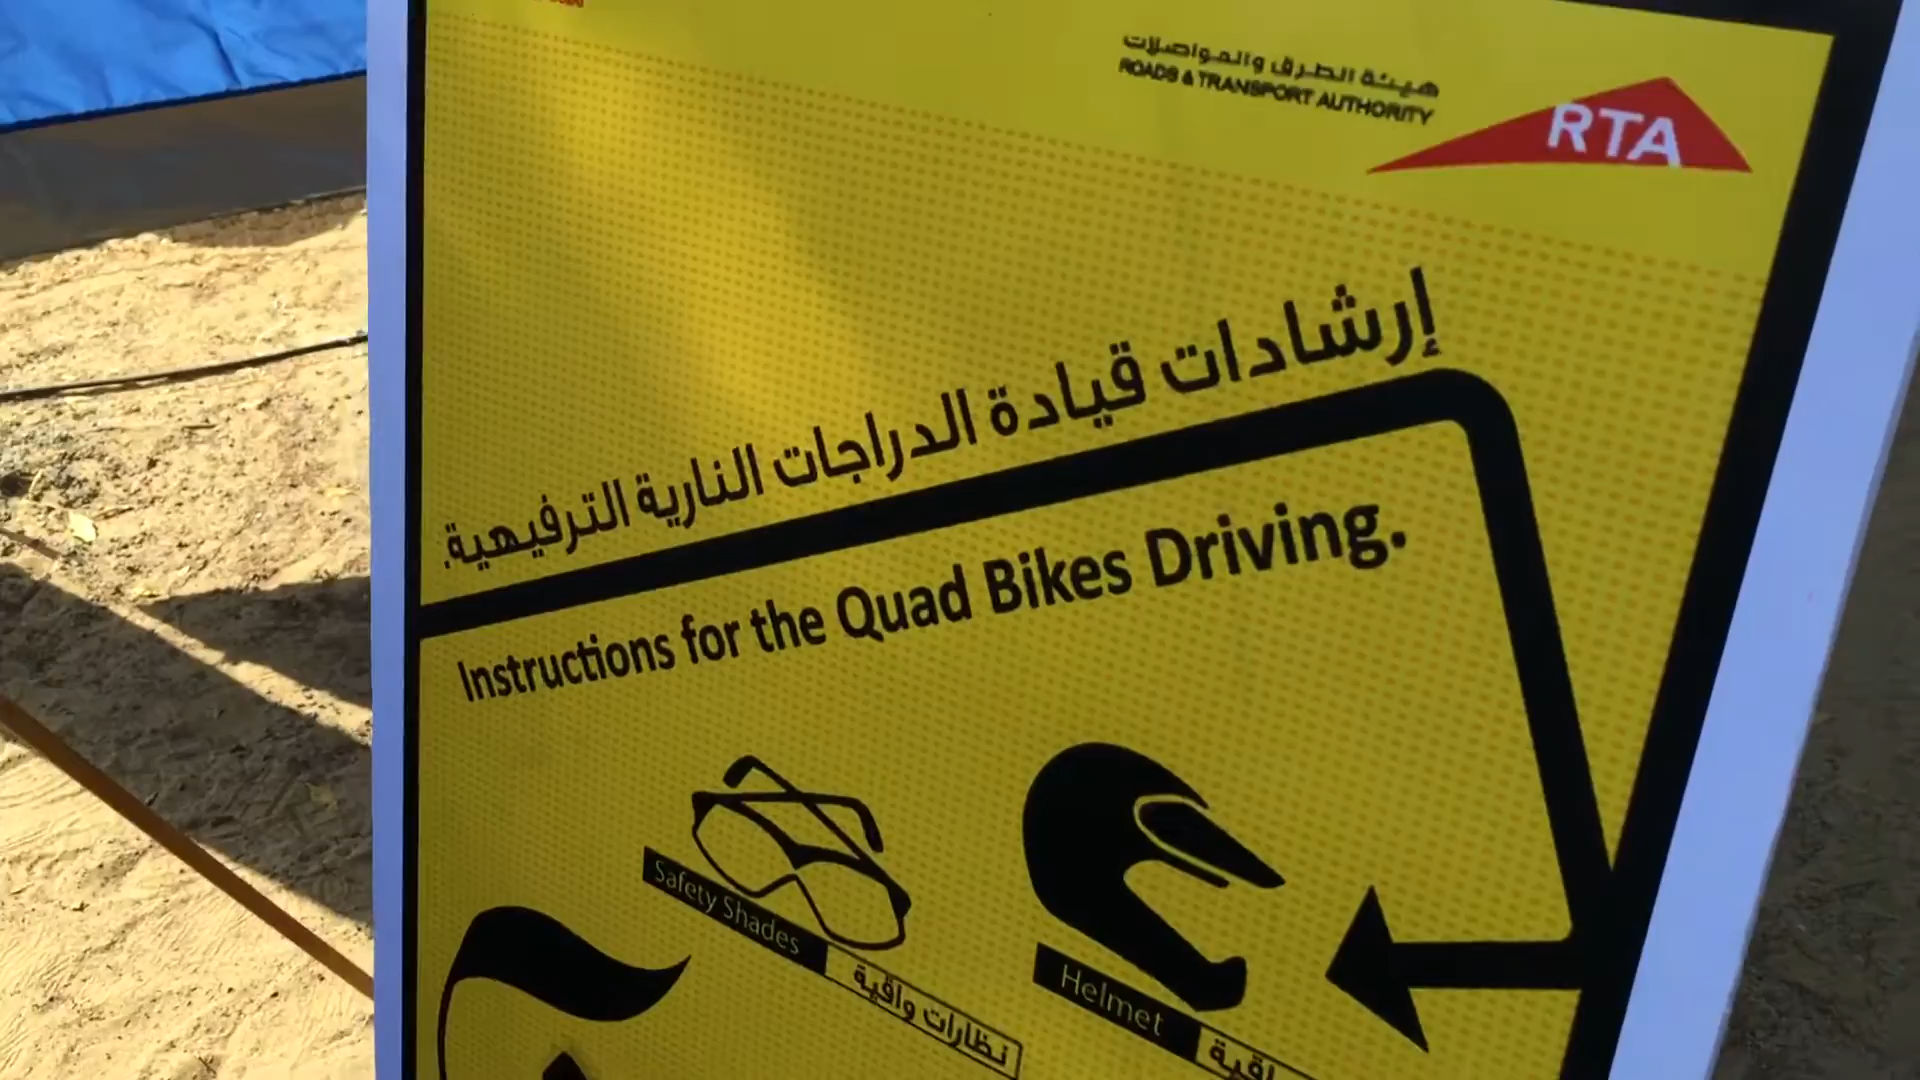 هيئة الطرق والمواصلات
ROADS & TRANSPORT AUTHORITY
RTA
إرشادات قيادة الدراجات النارية الترفيهية.
Instructions for the Quad Bikes Driving.
Safety Shades نظارات واقية
Helmet